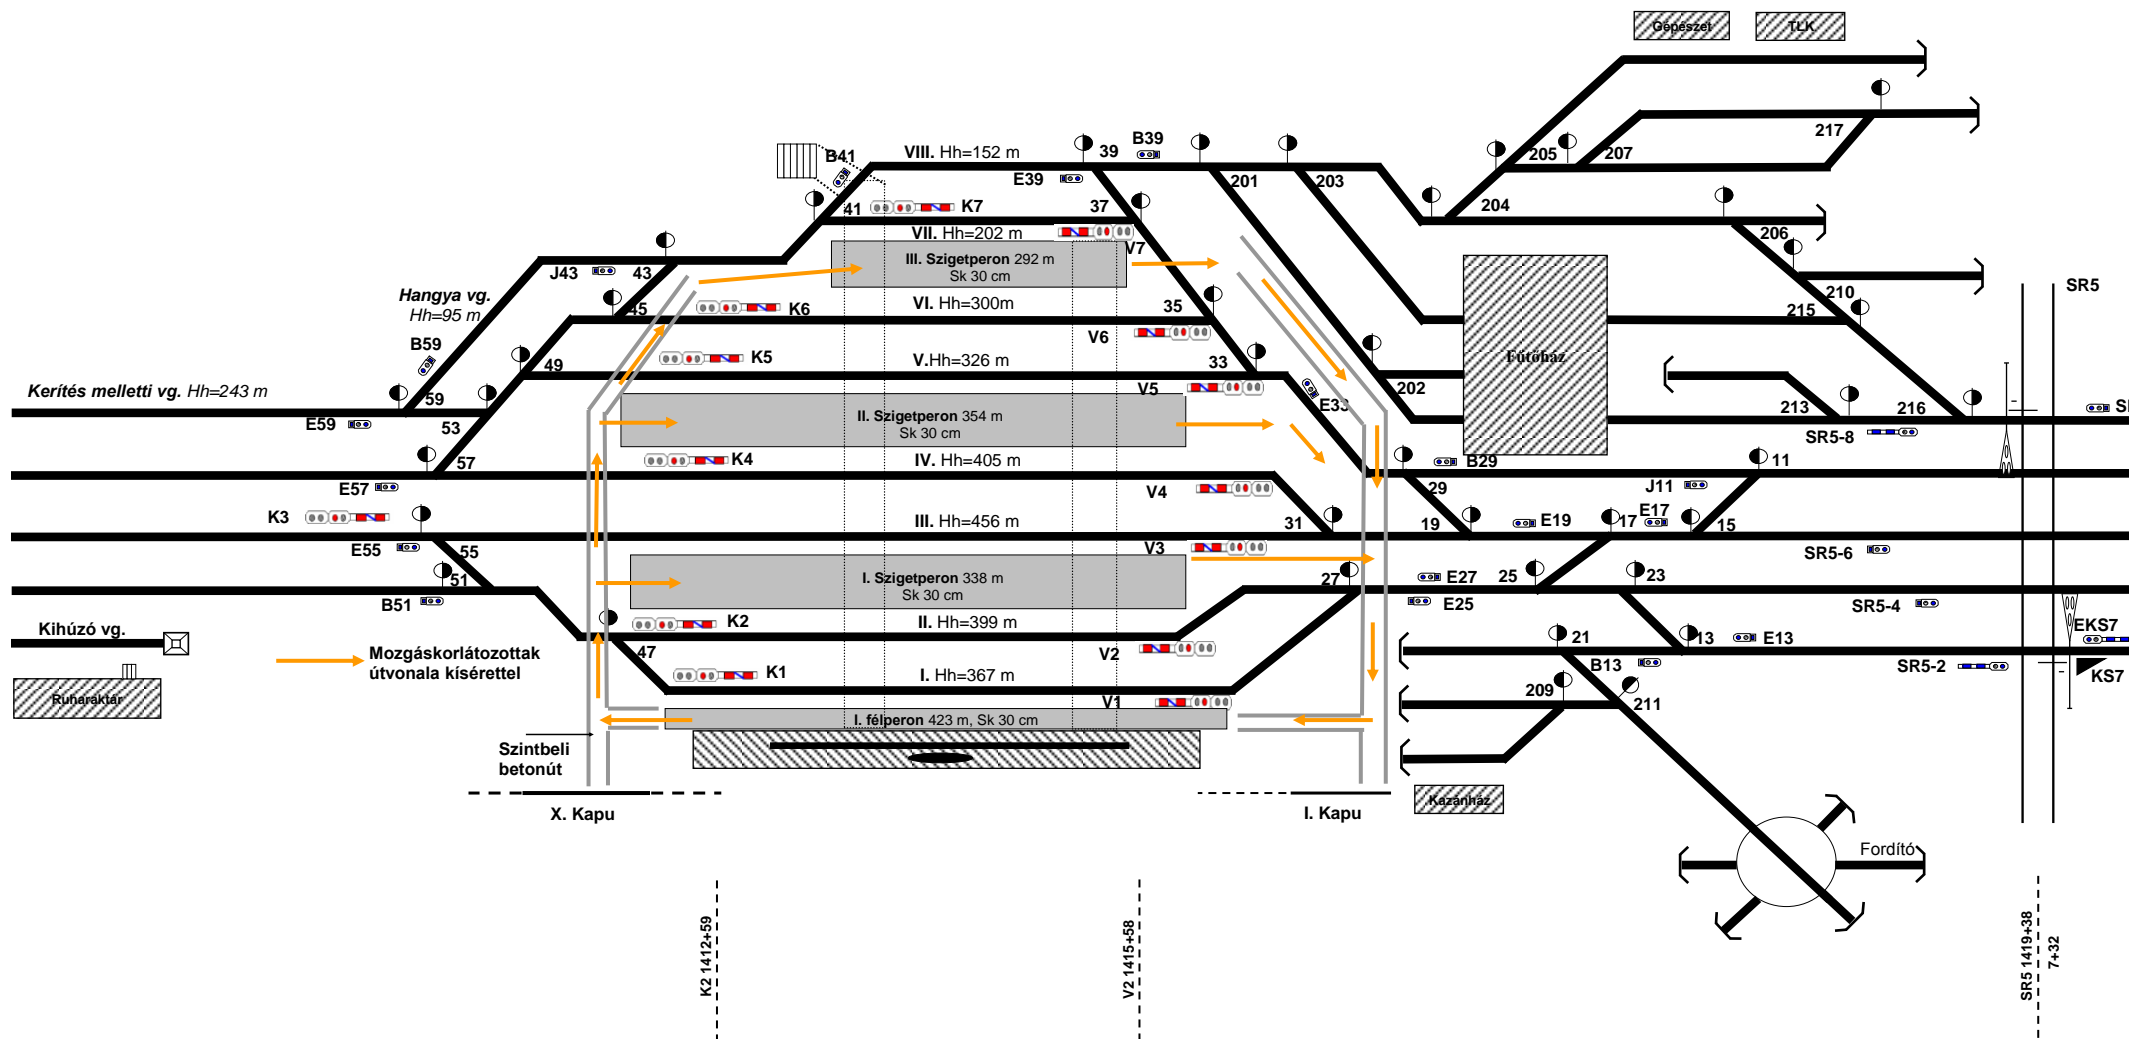 Gépészet
TLK
217
B39
B41
VIII. Hh=152 m
39
205
207
E39
201
203
41
K7
37
204
VII. Hh=202 m
V7
206
III. Szigetperon 292 m
Sk 30 cm
J43
43
SR5
Hangya vg.
Hh=95 m
45
K6
VI. Hh=300m
35
210
215
V6
B59
K5
49
V.Hh=326 m
33
Fűtőház
Kerítés melletti vg. Hh=243 m
59
V5
202
E33
213
216
II. Szigetperon 354 m
Sk 30 cm
E59
53
SR5-8
57
K4
IV. Hh=405 m
B29
11
E57
V4
29
J11
K3
III. Hh=456 m
31
19
E19
17
E17
15
E55
55
V3
SR5-6
I. Szigetperon 338 m
Sk 30 cm
51
27
E27
25
23
B51
E25
SR5-4
Kihúzó vg.
K2
II. Hh=399 m
EKS7
47
V2
21
13
E13
Mozgáskorlátozottak
útvonala kísérettel
K1
I. Hh=367 m
B13
SR5-2
KS7
Ruharaktár
V1
209
211
I. félperon 423 m, Sk 30 cm
Szintbeli
betonút
X. Kapu
I. Kapu
Kazánház
Fordító
K2 1412+59
V2 1415+58
SR5 1419+38
7+32